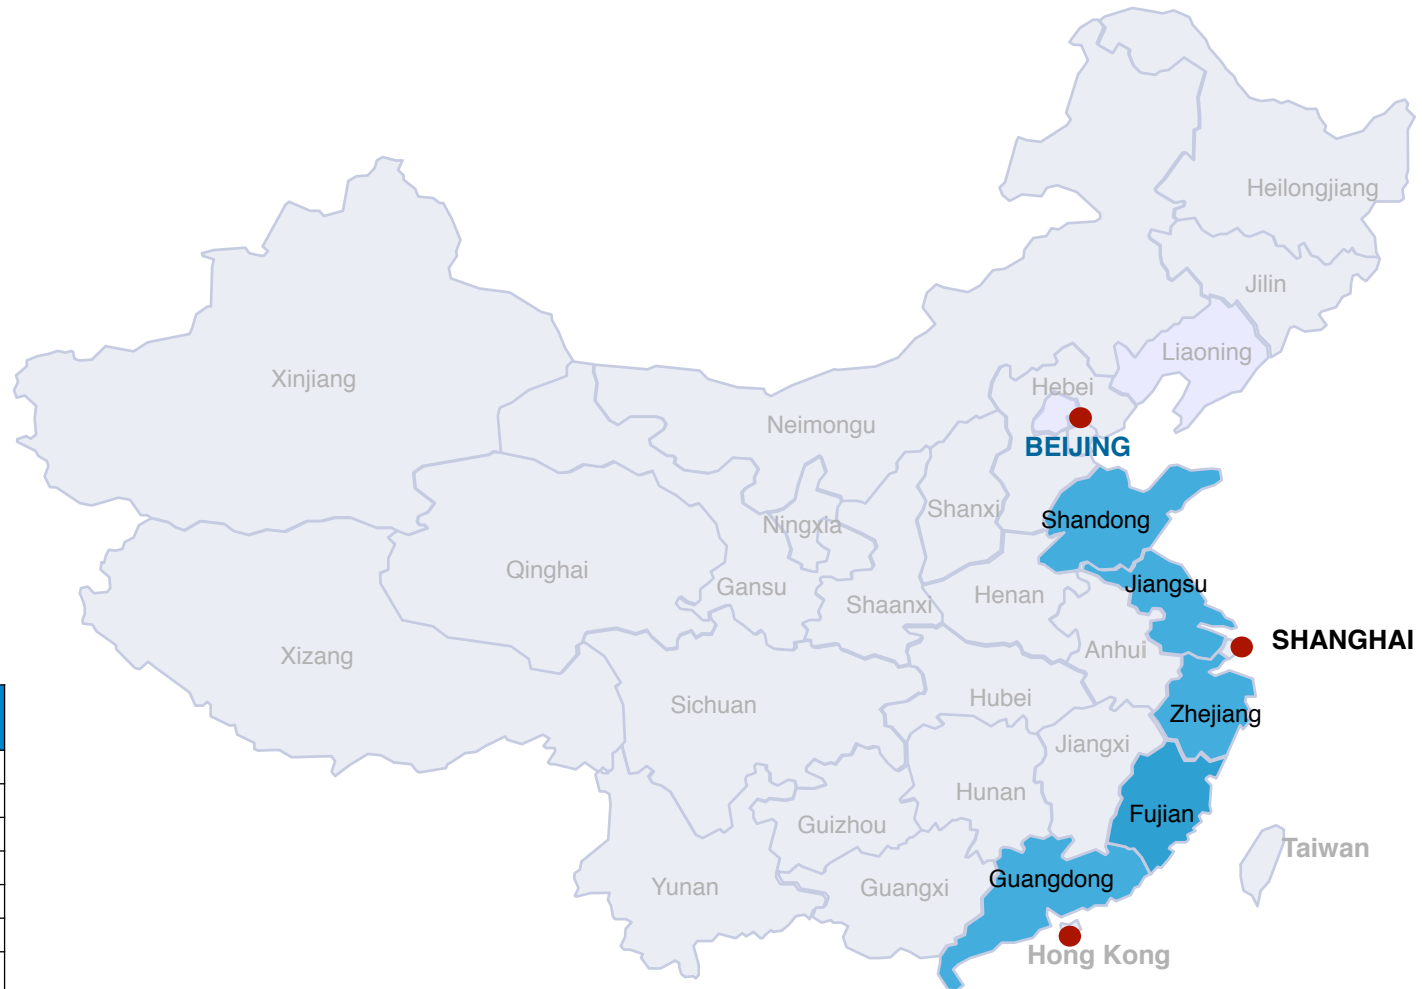 Heilongjiang
Jilin
Liaoning
Xinjiang
Hebei
Neimongu
BEIJING
Shanxi
Shandong
Ningxia
Qinghai
Gansu
Jiangsu
Shaanxi
Henan
SHANGHAI
Anhui
Xizang
Hubei
Sichuan
Zhejiang
Jiangxi
Hunan
Fujian
Guizhou
Taiwan
Guangdong
Yunan
Guangxi
Hong Kong